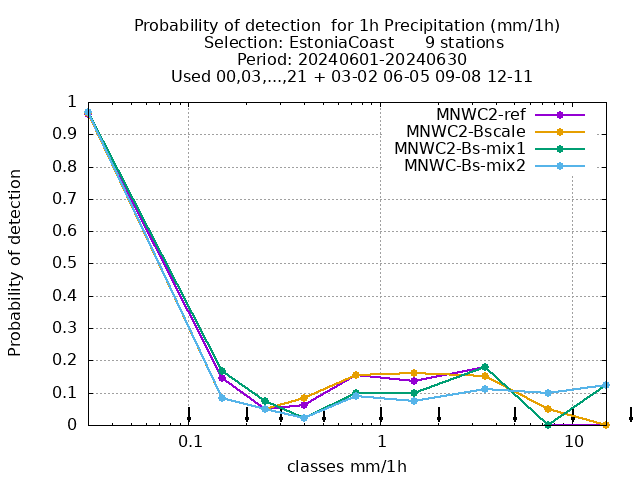 Probability of detection  for 1h Precipitation (mm/1h)
Selection: EstoniaCoast      9 stations
Period: 20240601-20240630
Used 00,03,...,21 + 03-02 06-05 09-08 12-11
MNWC2-ref
MNWC2-Bscale
MNWC2-Bs-mix1
MNWC-Bs-mix2
Probability of detection
1
0.9
0.8
0.7
0.6
0.5
0.4
0.3
0.2
0.1
0
0.1 1 10
classes mm/1h